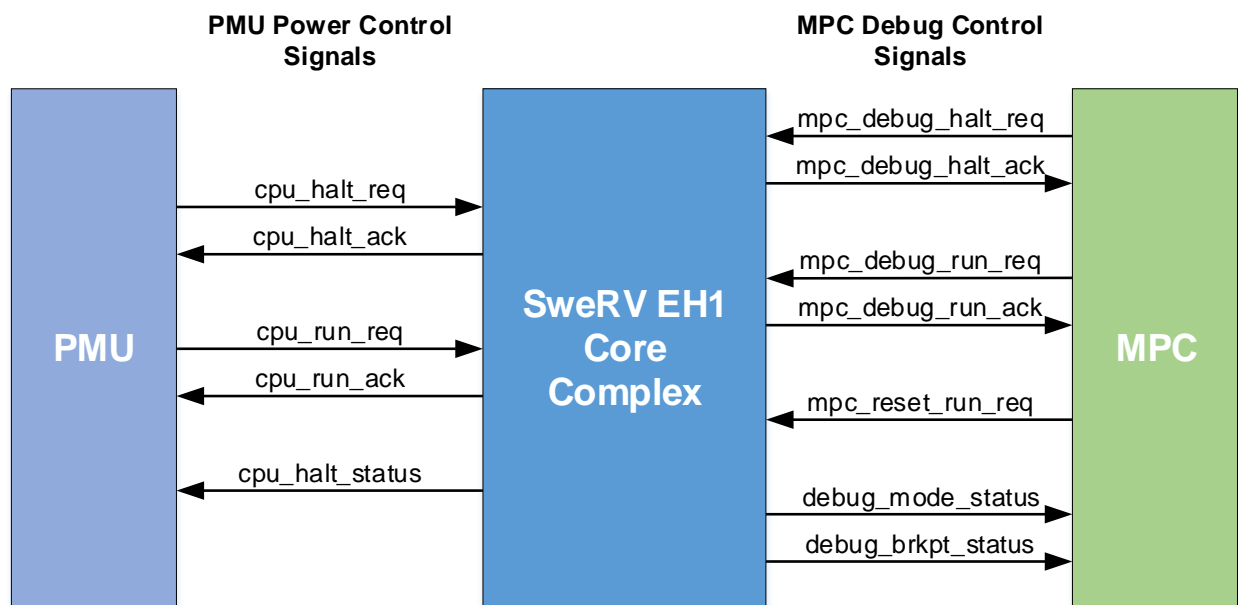 PMU Power Control
Signals
MPC Debug Control
Signals
PMU
cpu_halt_req
cpu_halt_ack
cpu_run_req
cpu_run_ack
cpu_halt_status
SweRV EH1
Core
Complex
mpc_debug_halt_req
mpc_debug_halt_ack
mpc_debug_run_req
mpc_debug_run_ack
mpc_reset_run_req
debug_mode_status
debug_brkpt_status
MPC